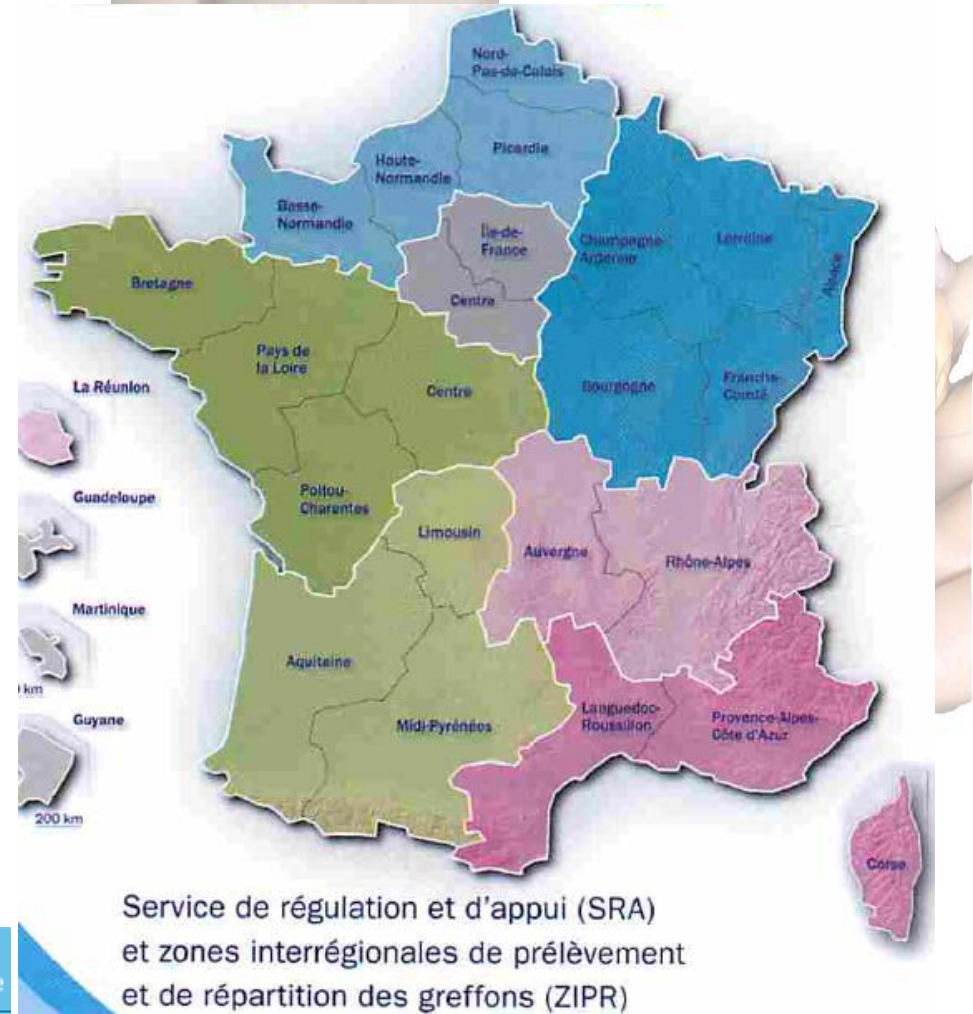 Nord-
Pas-de-Calais
Picardie
Haute-
Normandie
Basse-
Normandie
Île-de-
France
Centre
Champagne-
Ardenne
Lorraine
Alsace
Bretagne
Pays de
la Loire
Centre
Bourgogne
Franche-
Comté
La Réunion
Poitou-
Charentes
Guadeloupe
Limousin
Auvergne
Rhône-Alpes
Martinique
km
Aquitaine
Midi-Pyrénées
Languedoc-
Roussillon
Provence-Alpes-
Côte d'Azur
Guyane
200 km
Corse
Service de régulation et d'appui (SRA)
et zones interrégionales de prélèvement
et de répartition des greffons (ZIPR)